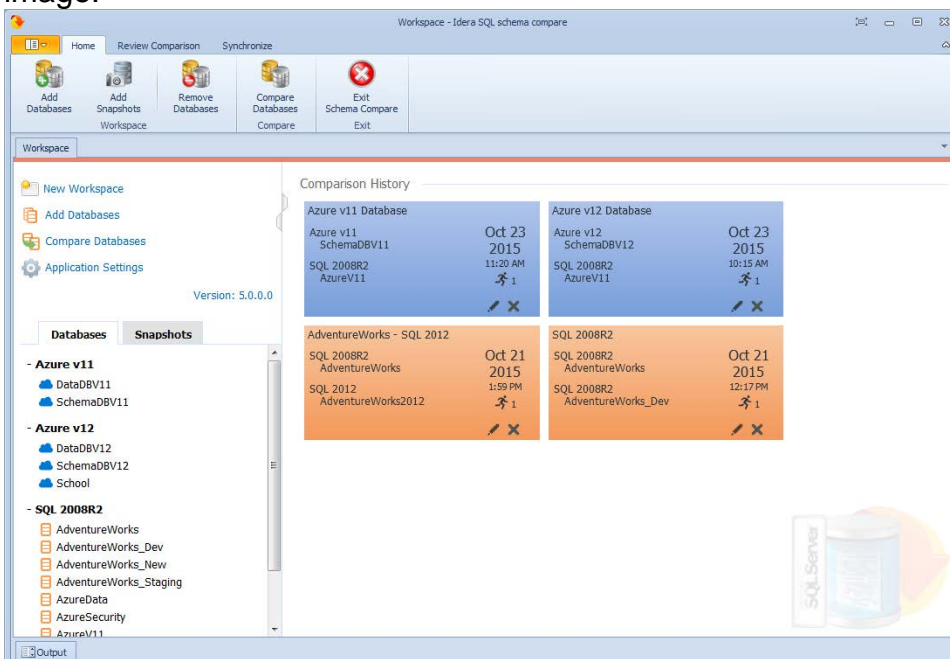 image.
Workspace - Idera SQL schema compare
Home Review Comparison Synchronize
Add Databases
Add Snapshots
Remove Databases
Compare Databases
Exit Schema Compare
Workspace
Compare
Exit
Workspace
New Workspace
Add Databases
Compare Databases
Application Settings
Version: 5.0.0.0
Databases Snapshots
- Azure v11
DataDBV11
SchemaDBV11
- Azure v12
DataDBV12
SchemaDBV12
School
- SQL 2008R2
AdventureWorks
AdventureWorks_Dev
AdventureWorks_New
AdventureWorks_Staging
AzureData
AzureSecurity
AzureV11
Comparison History
Azure v11 Database
Azure v11
SchemaDBV11
SQL 2008R2
AzureV11
Oct 23
2015
11:20 AM
1
Azure v12 Database
Azure v12
SchemaDBV12
SQL 2008R2
AzureV11
Oct 23
2015
10:15 AM
1
AdventureWorks - SQL 2012
SQL 2008R2
AdventureWorks
SQL 2012
AdventureWorks2012
Oct 21
2015
1:59 PM
1
SQL 2008R2
SQL 2008R2
AdventureWorks
SQL 2008R2
AdventureWorks_Dev
Oct 21
2015
12:17 PM
1
SQLServer
Output